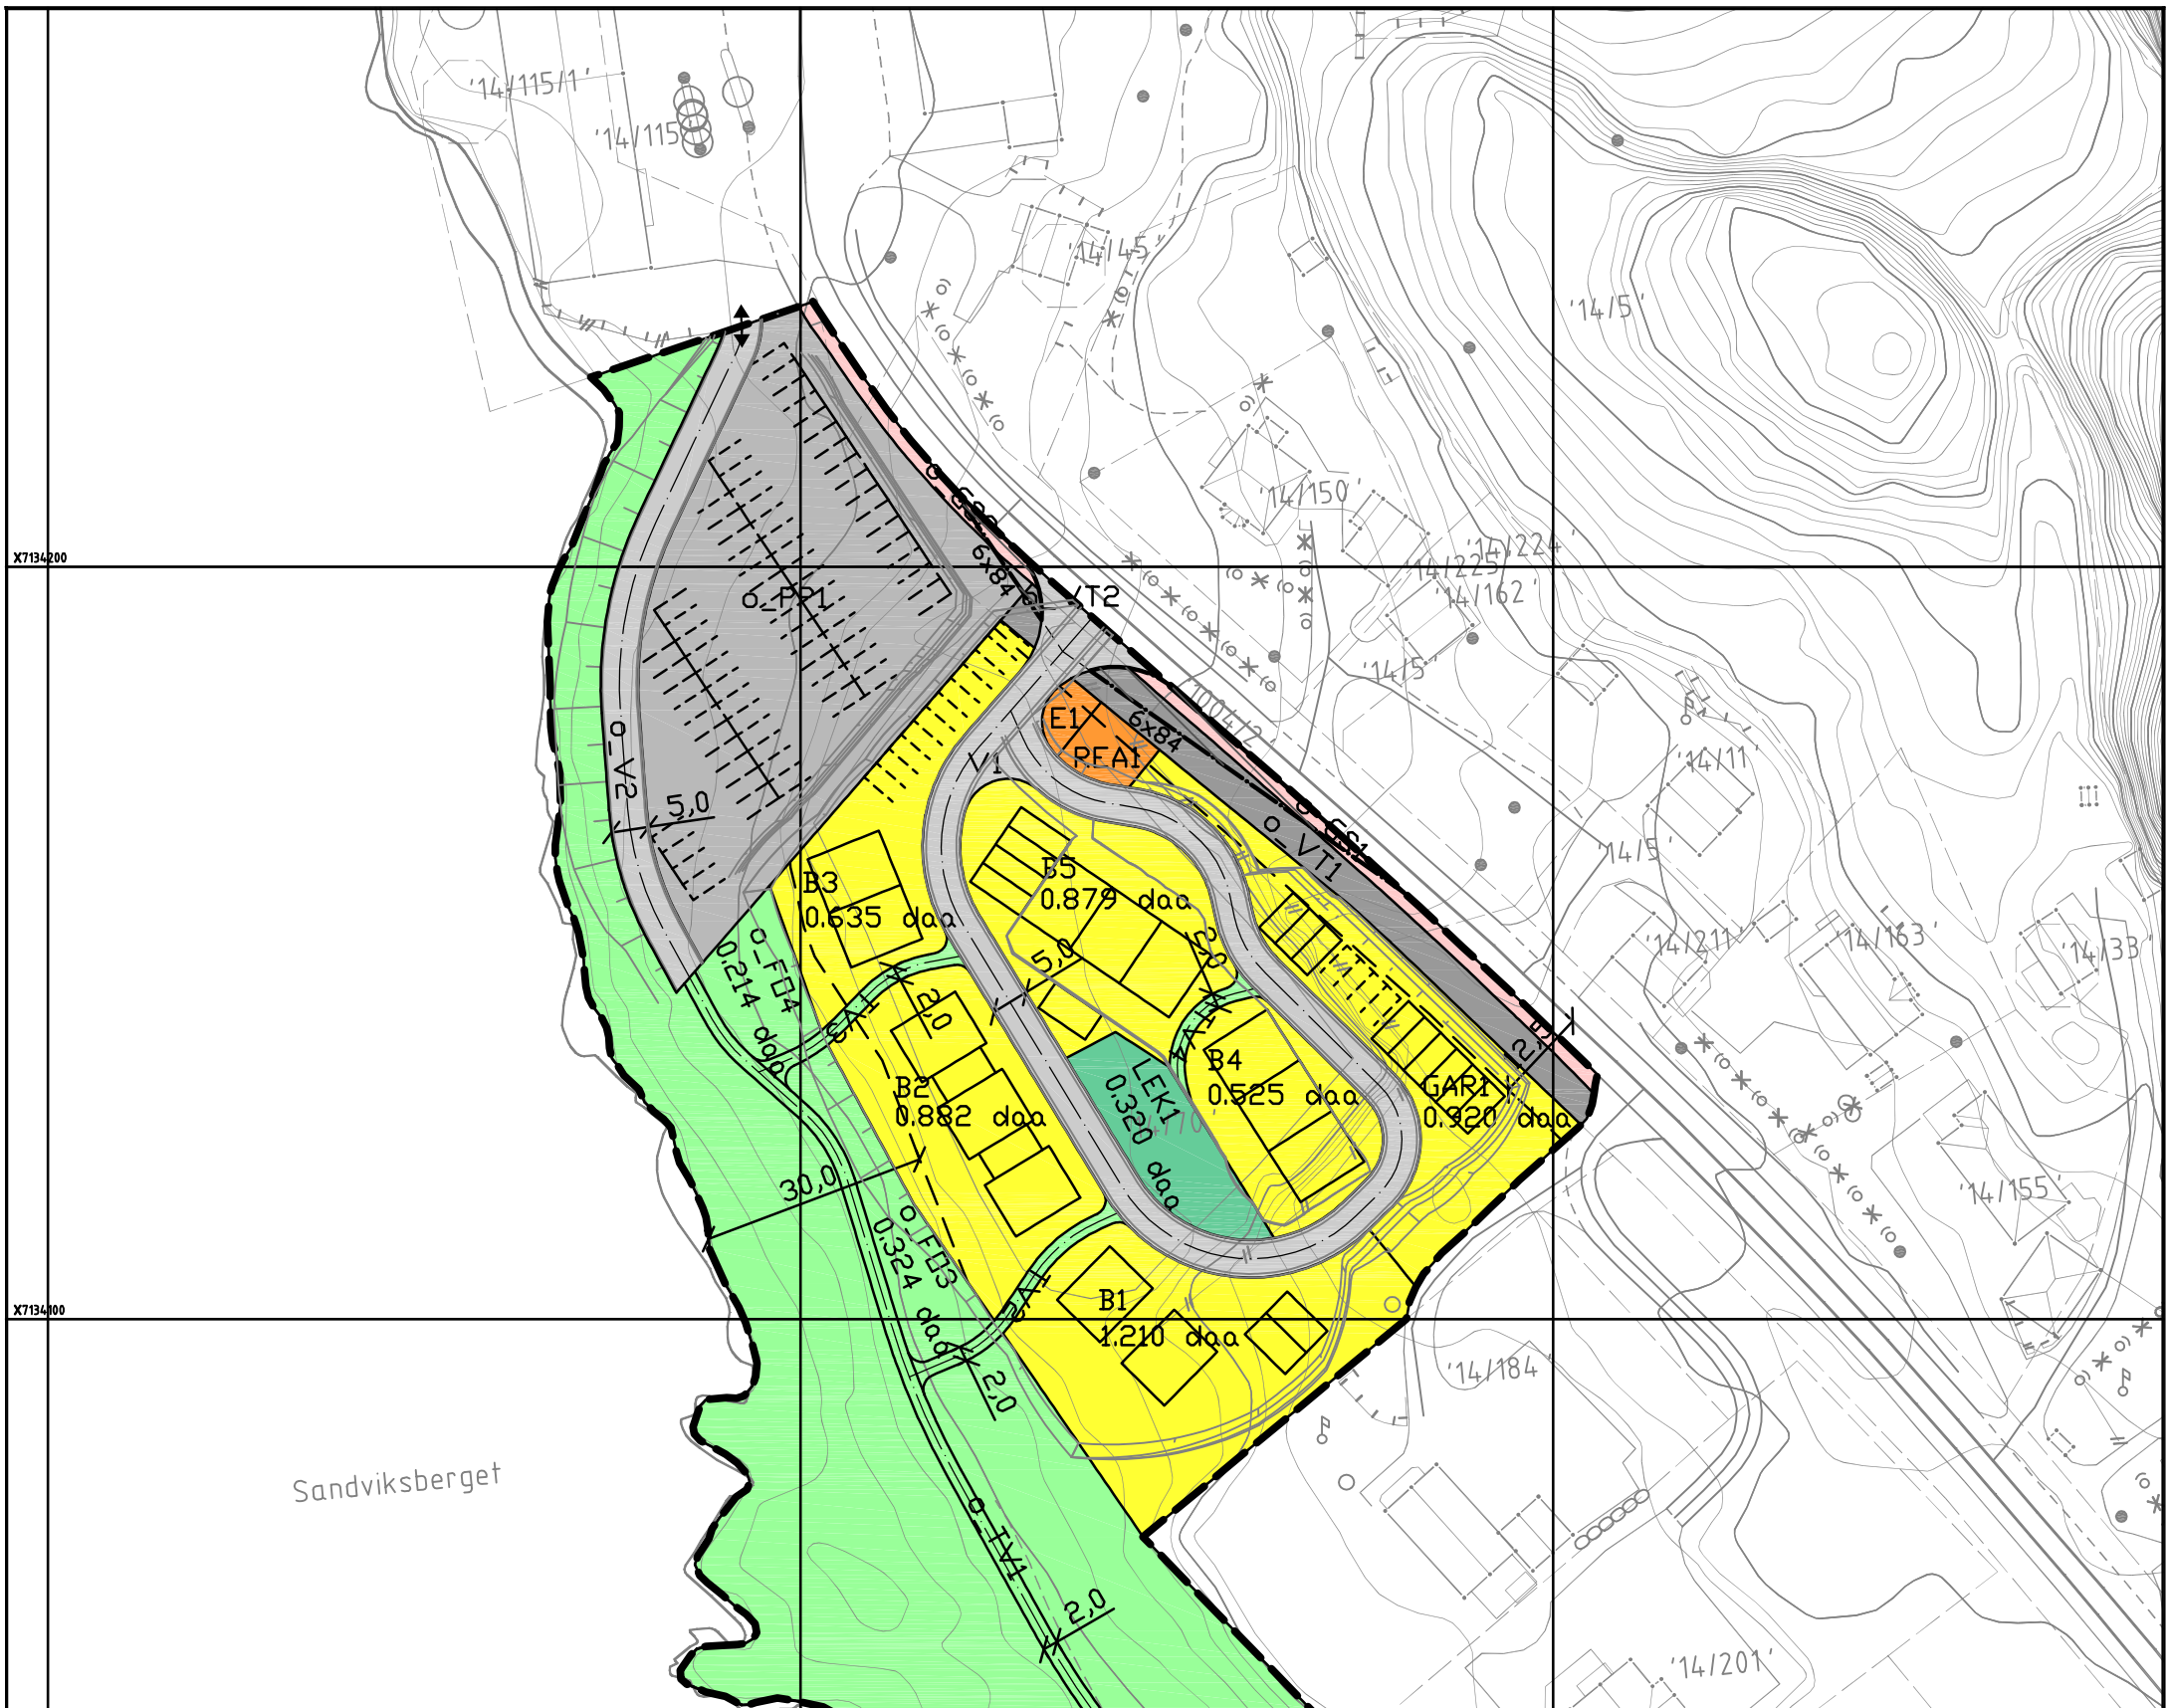 '14/115/1'
'14/115'
'14/45'
'14/5'
'14/150'
'14/224'
14/225
'14/162'
'14/5'
X7134200
6x84
o_PP1
7004/2'
E1
REA1
6x84
V1
o_V2
5,0
'14/11'
'14/5'
o_GS1
o_VT1
B3
0.635 daa
B5
0.879 daa
'14/211'
'14/163'
'14/33'
o_FO4
0.214 daa
2,0
5,0
2,0
TV4
B2
0.882 daa
LEK1
0.320 daa
B4
0.525 daa
GAR1
0.920 daa
30,0
o_FO3
0.324 daa
'14/155'
B1
1.210 daa
X7134100
2,0
'14/184'
Sandviksberget
o_TV1
2,0
'14/201'